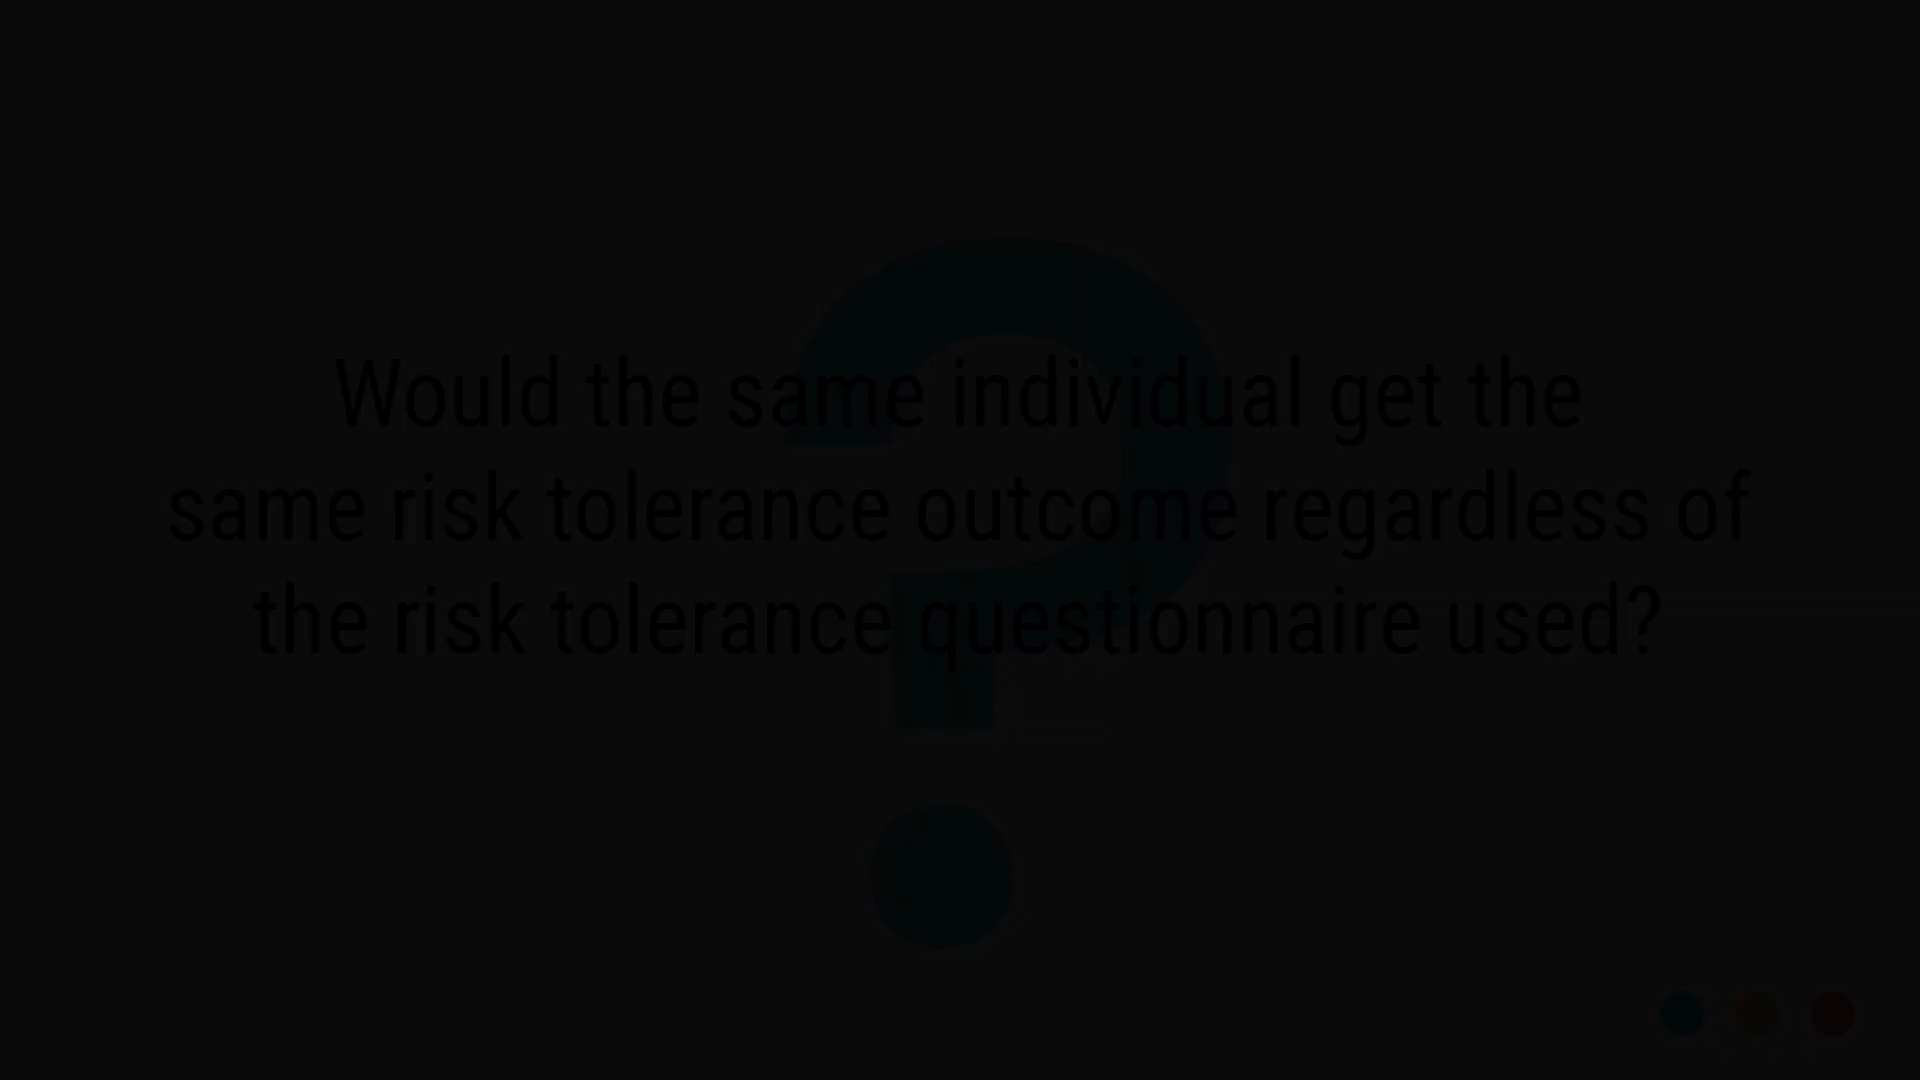 Would the same individual get the
same risk tolerance outcome regardless of
the risk tolerance questionnaire used?